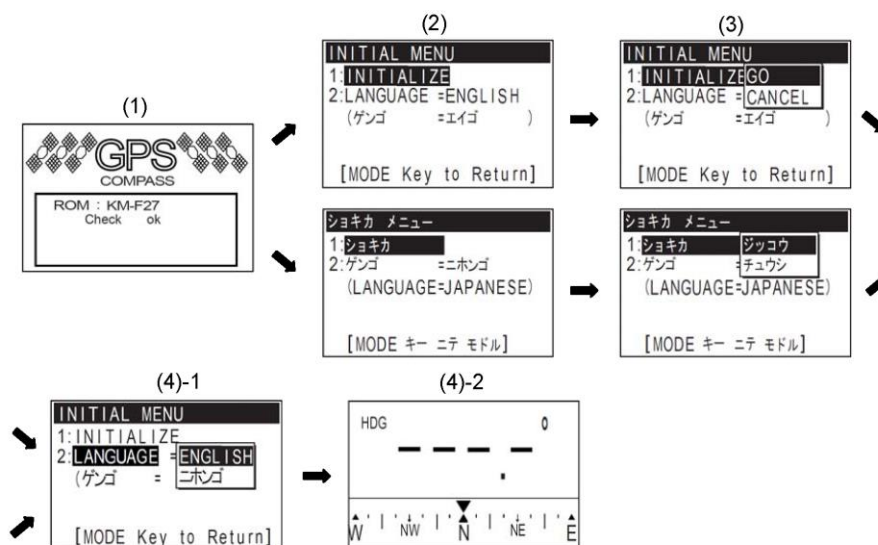 (1)
GPS
COMPASS
ROM : KM-F27
Check ok
(2)
INITIAL MENU
1:INITIALIZE
2:LANGUAGE =ENGLISH
(ゲンゴ =エイゴ )
[MODE Key to Return]
ショキカ メニュー
1:ショキカ
2:ゲンゴ =ニホンゴ
(LANGUAGE=JAPANESE)
[MODE キー ニテ モドル]
(3)
INITIAL MENU
1:INITIALIZE GO
2:LANGUAGE = CANCEL
(ゲンゴ =エイゴ )
[MODE Key to Return]
ショキカ メニュー
1:ショキカ ジッコウ
2:ゲンゴ =チュウシ
(LANGUAGE=JAPANESE)
[MODE キー ニテ モドル]
(4)-1
INITIAL MENU
1:INITIALIZE
2:LANGUAGE =ENGLISH
(ゲンゴ = ニホンゴ
[MODE Key to Return]
(4)-2
HDG 0
— — — . —
W NW N NE E